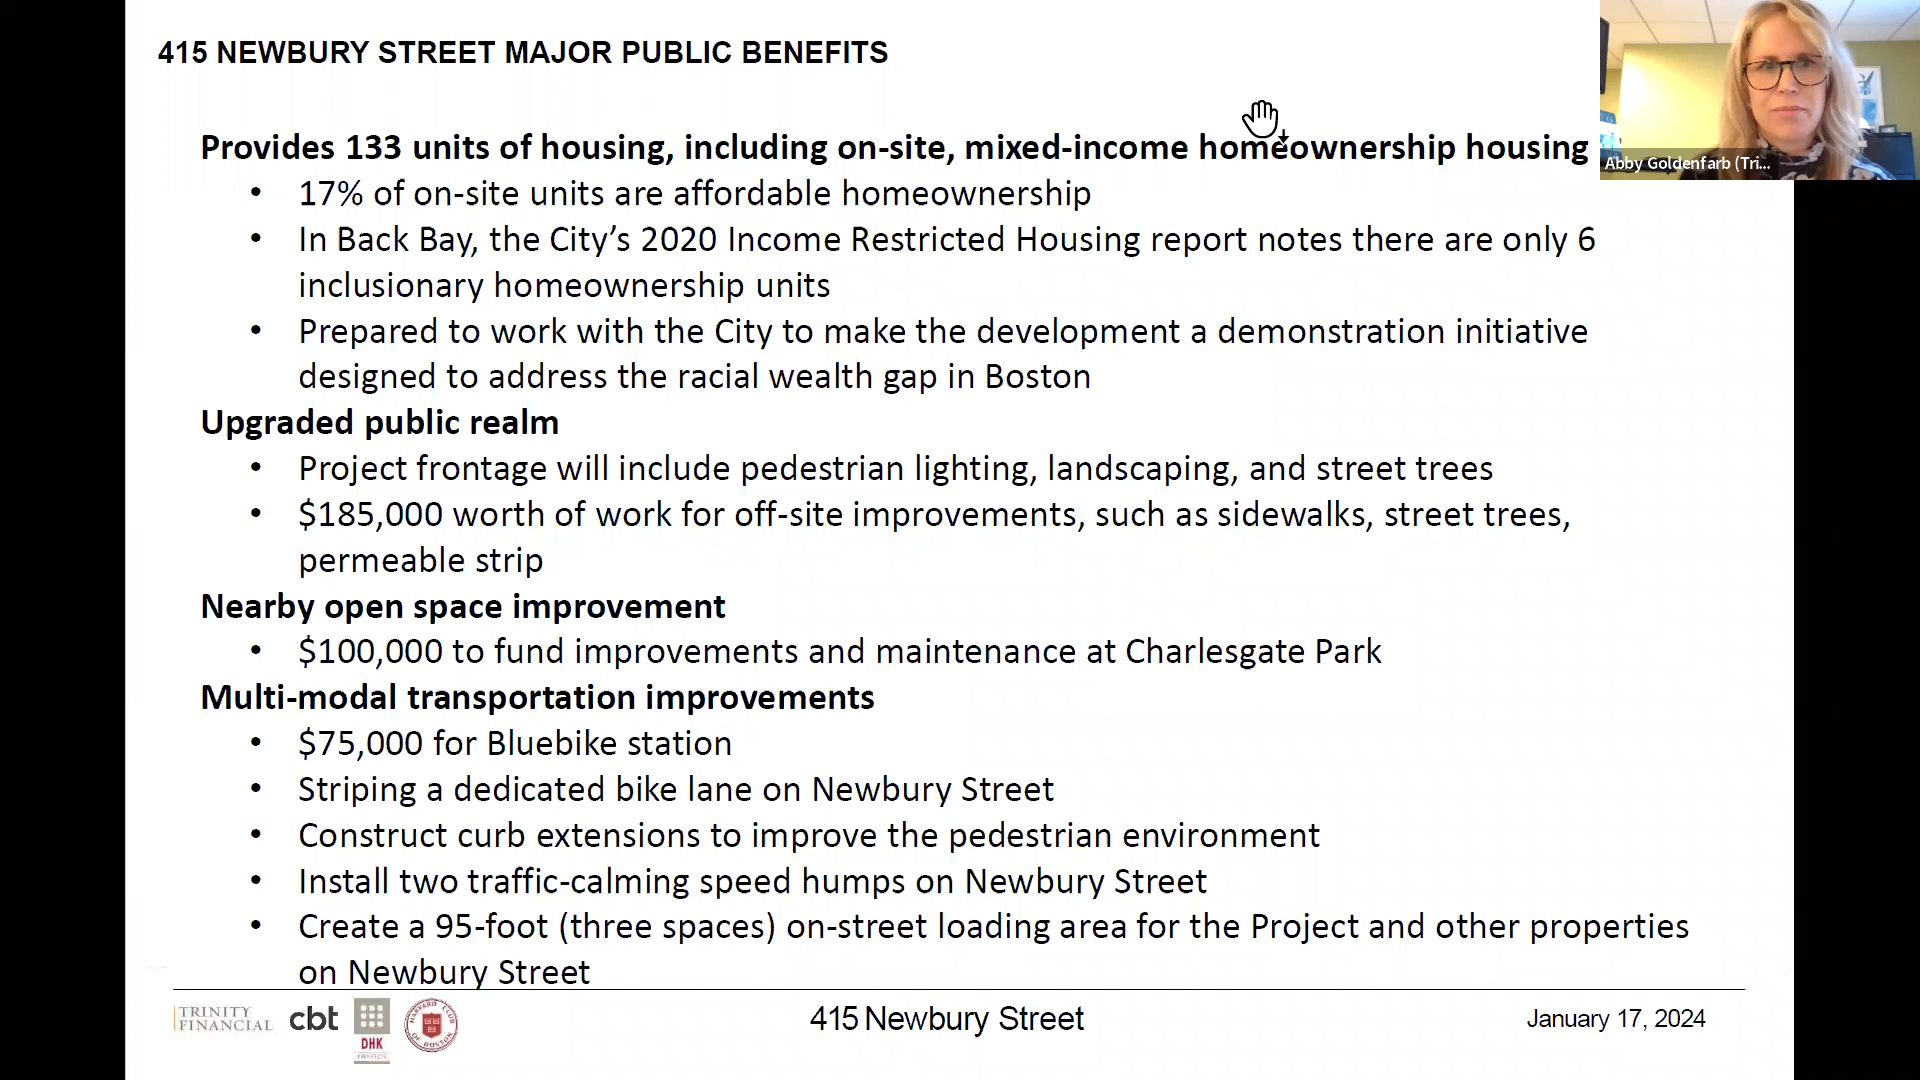 415 NEWBURY STREET MAJOR PUBLIC BENEFITS
Provides 133 units of housing, including on-site, mixed-income homeownership housing
Abby Goldenfarb (Tri...
• 17% of on-site units are affordable homeownership
• In Back Bay, the City’s 2020 Income Restricted Housing report notes there are only 6
inclusionary homeownership units
• Prepared to work with the City to make the development a demonstration initiative
designed to address the racial wealth gap in Boston
Upgraded public realm
• Project frontage will include pedestrian lighting, landscaping, and street trees
• $185,000 worth of work for off-site improvements, such as sidewalks, street trees,
permeable strip
Nearby open space improvement
• $100,000 to fund improvements and maintenance at Charlesgate Park
Multi-modal transportation improvements
• $75,000 for Bluebike station
• Striping a dedicated bike lane on Newbury Street
• Construct curb extensions to improve the pedestrian environment
• Install two traffic-calming speed humps on Newbury Street
• Create a 95-foot (three spaces) on-street loading area for the Project and other properties
on Newbury Street
TRINITY
FINANCIAL
cbt
DHK
ARCHITECTS
HARVARD CLUB
OF BOSTON
415 Newbury Street
January 17, 2024